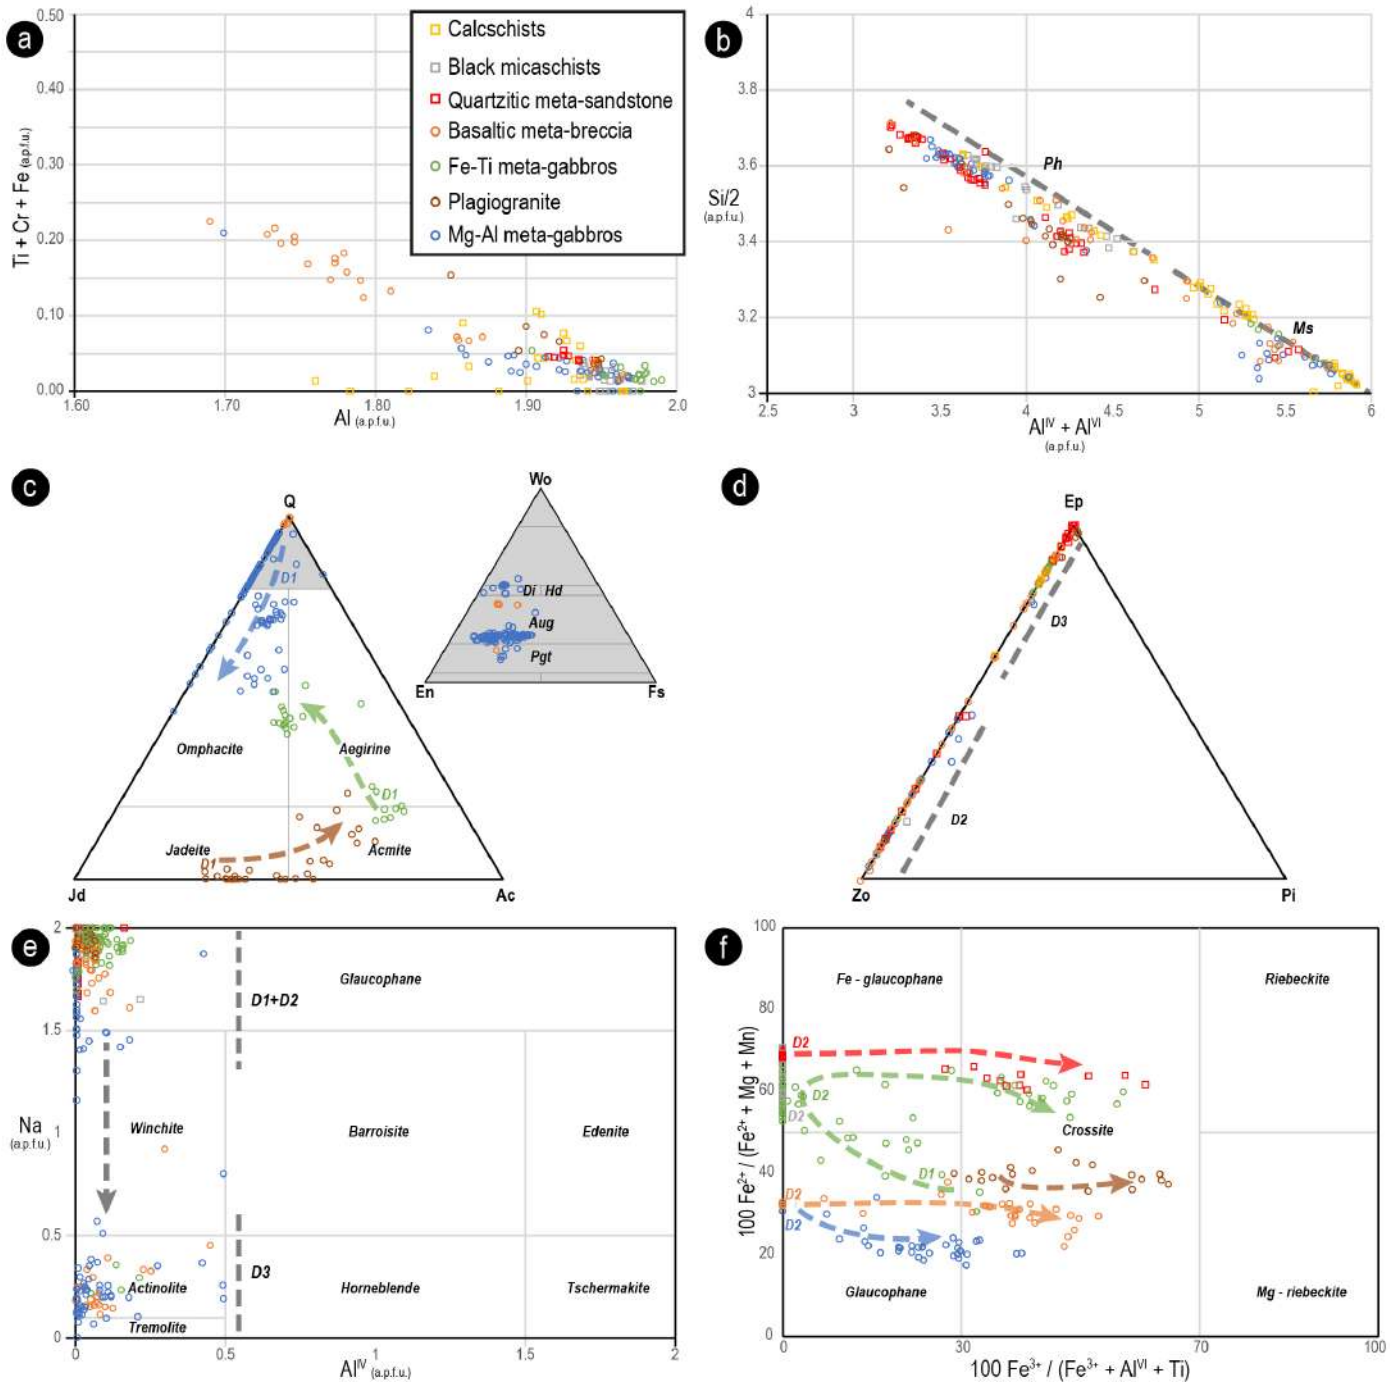 a
0.50
0.40
0.30
0.20
0.10
0.00
Ti + Cr + Fe (a.p.f.u.)
1.60
1.70
1.80
1.90
2.0
Al (a.p.f.u.)
Calcschists
Black micaschists
Quartzitic meta-sandstone
Basaltic meta-breccia
Fe-Ti meta-gabbros
Plagiogranite
Mg-Al meta-gabbros
b
4
3.8
3.6
3.4
3.2
3
Si/2
(a.p.f.u.)
Ph
Ms
2.5
3
3.5
4
4.5
5
5.5
6
Al^IV + Al^VI
(a.p.f.u.)
c
Q
D1
Omphacite
Aegirine
D1
Jadeite
D1
Acmite
Jd
Ac
Wo
Di Hd
Aug
Pgt
En
Fs
d
Ep
D3
D2
Zo
Pi
e
2
1.5
1
0.5
0
Na
(a.p.f.u.)
Glaucophane
D1+D2
Winchite
Barroisite
Edenite
Actinolite
D3
Horneblende
Tschermakite
Tremolite
0
0.5
1
1.5
2
Al^IV (a.p.f.u.)
f
100
80
60
40
20
0
100 Fe²⁺ / (Fe²⁺ + Mg + Mn)
Fe - glaucophane
Riebeckite
D2
D2
D2
Crossite
D1
D2
D2
Glaucophane
Mg - riebeckite
0
30
70
100
100 Fe³⁺ / (Fe³⁺ + Al^VI + Ti)